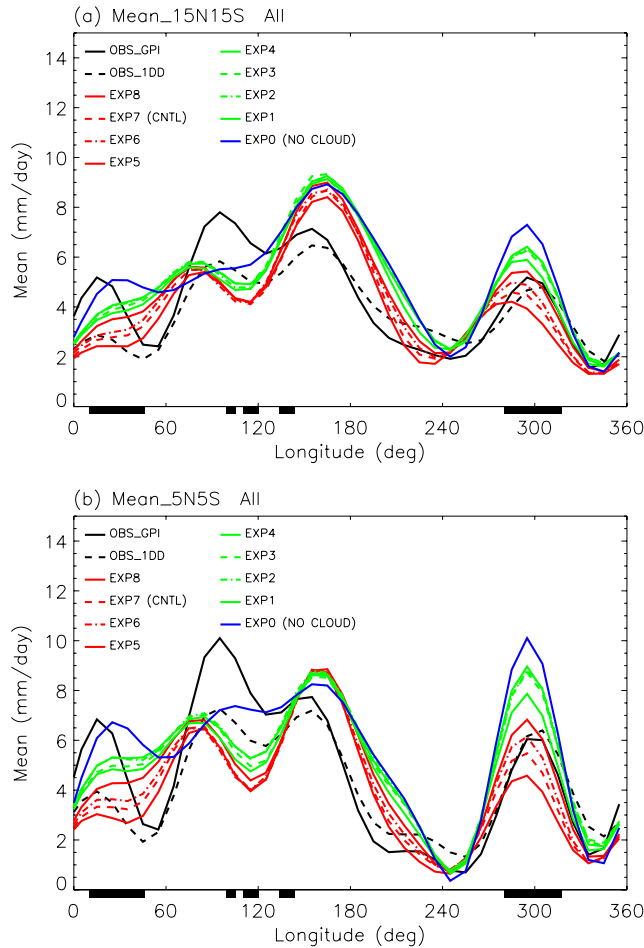 (a) Mean_15N15S All
OBS_GPI
OBS_1DD
EXP8
EXP7 (CNTL)
EXP6
EXP5
EXP4
EXP3
EXP2
EXP1
EXP0 (NO CLOUD)
Mean (mm/day)
14
12
10
8
6
4
2
0
0 60 120 180 240 300 360
Longitude (deg)
(b) Mean_5N5S All
OBS_GPI
OBS_1DD
EXP8
EXP7 (CNTL)
EXP6
EXP5
EXP4
EXP3
EXP2
EXP1
EXP0 (NO CLOUD)
Mean (mm/day)
14
12
10
8
6
4
2
0
0 60 120 180 240 300 360
Longitude (deg)